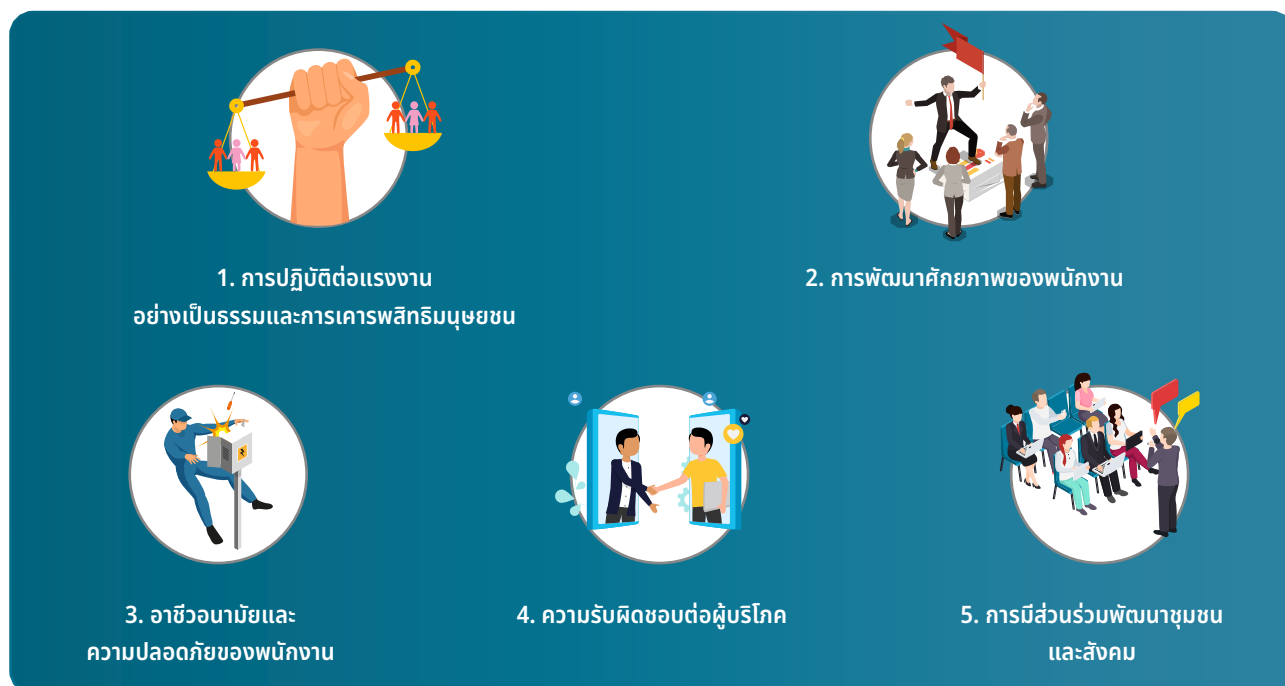 1. การปฏิบัติต่อแรงงาน
อย่างเป็นธรรมและการเคารพสิทธิมนุษยชน
2. การพัฒนาศักยภาพของพนักงาน
3. อาชีวอนามัยและ
ความปลอดภัยของพนักงาน
4. ความรับผิดชอบต่อผู้บริโภค
5. การมีส่วนร่วมพัฒนาชุมชน
และสังคม